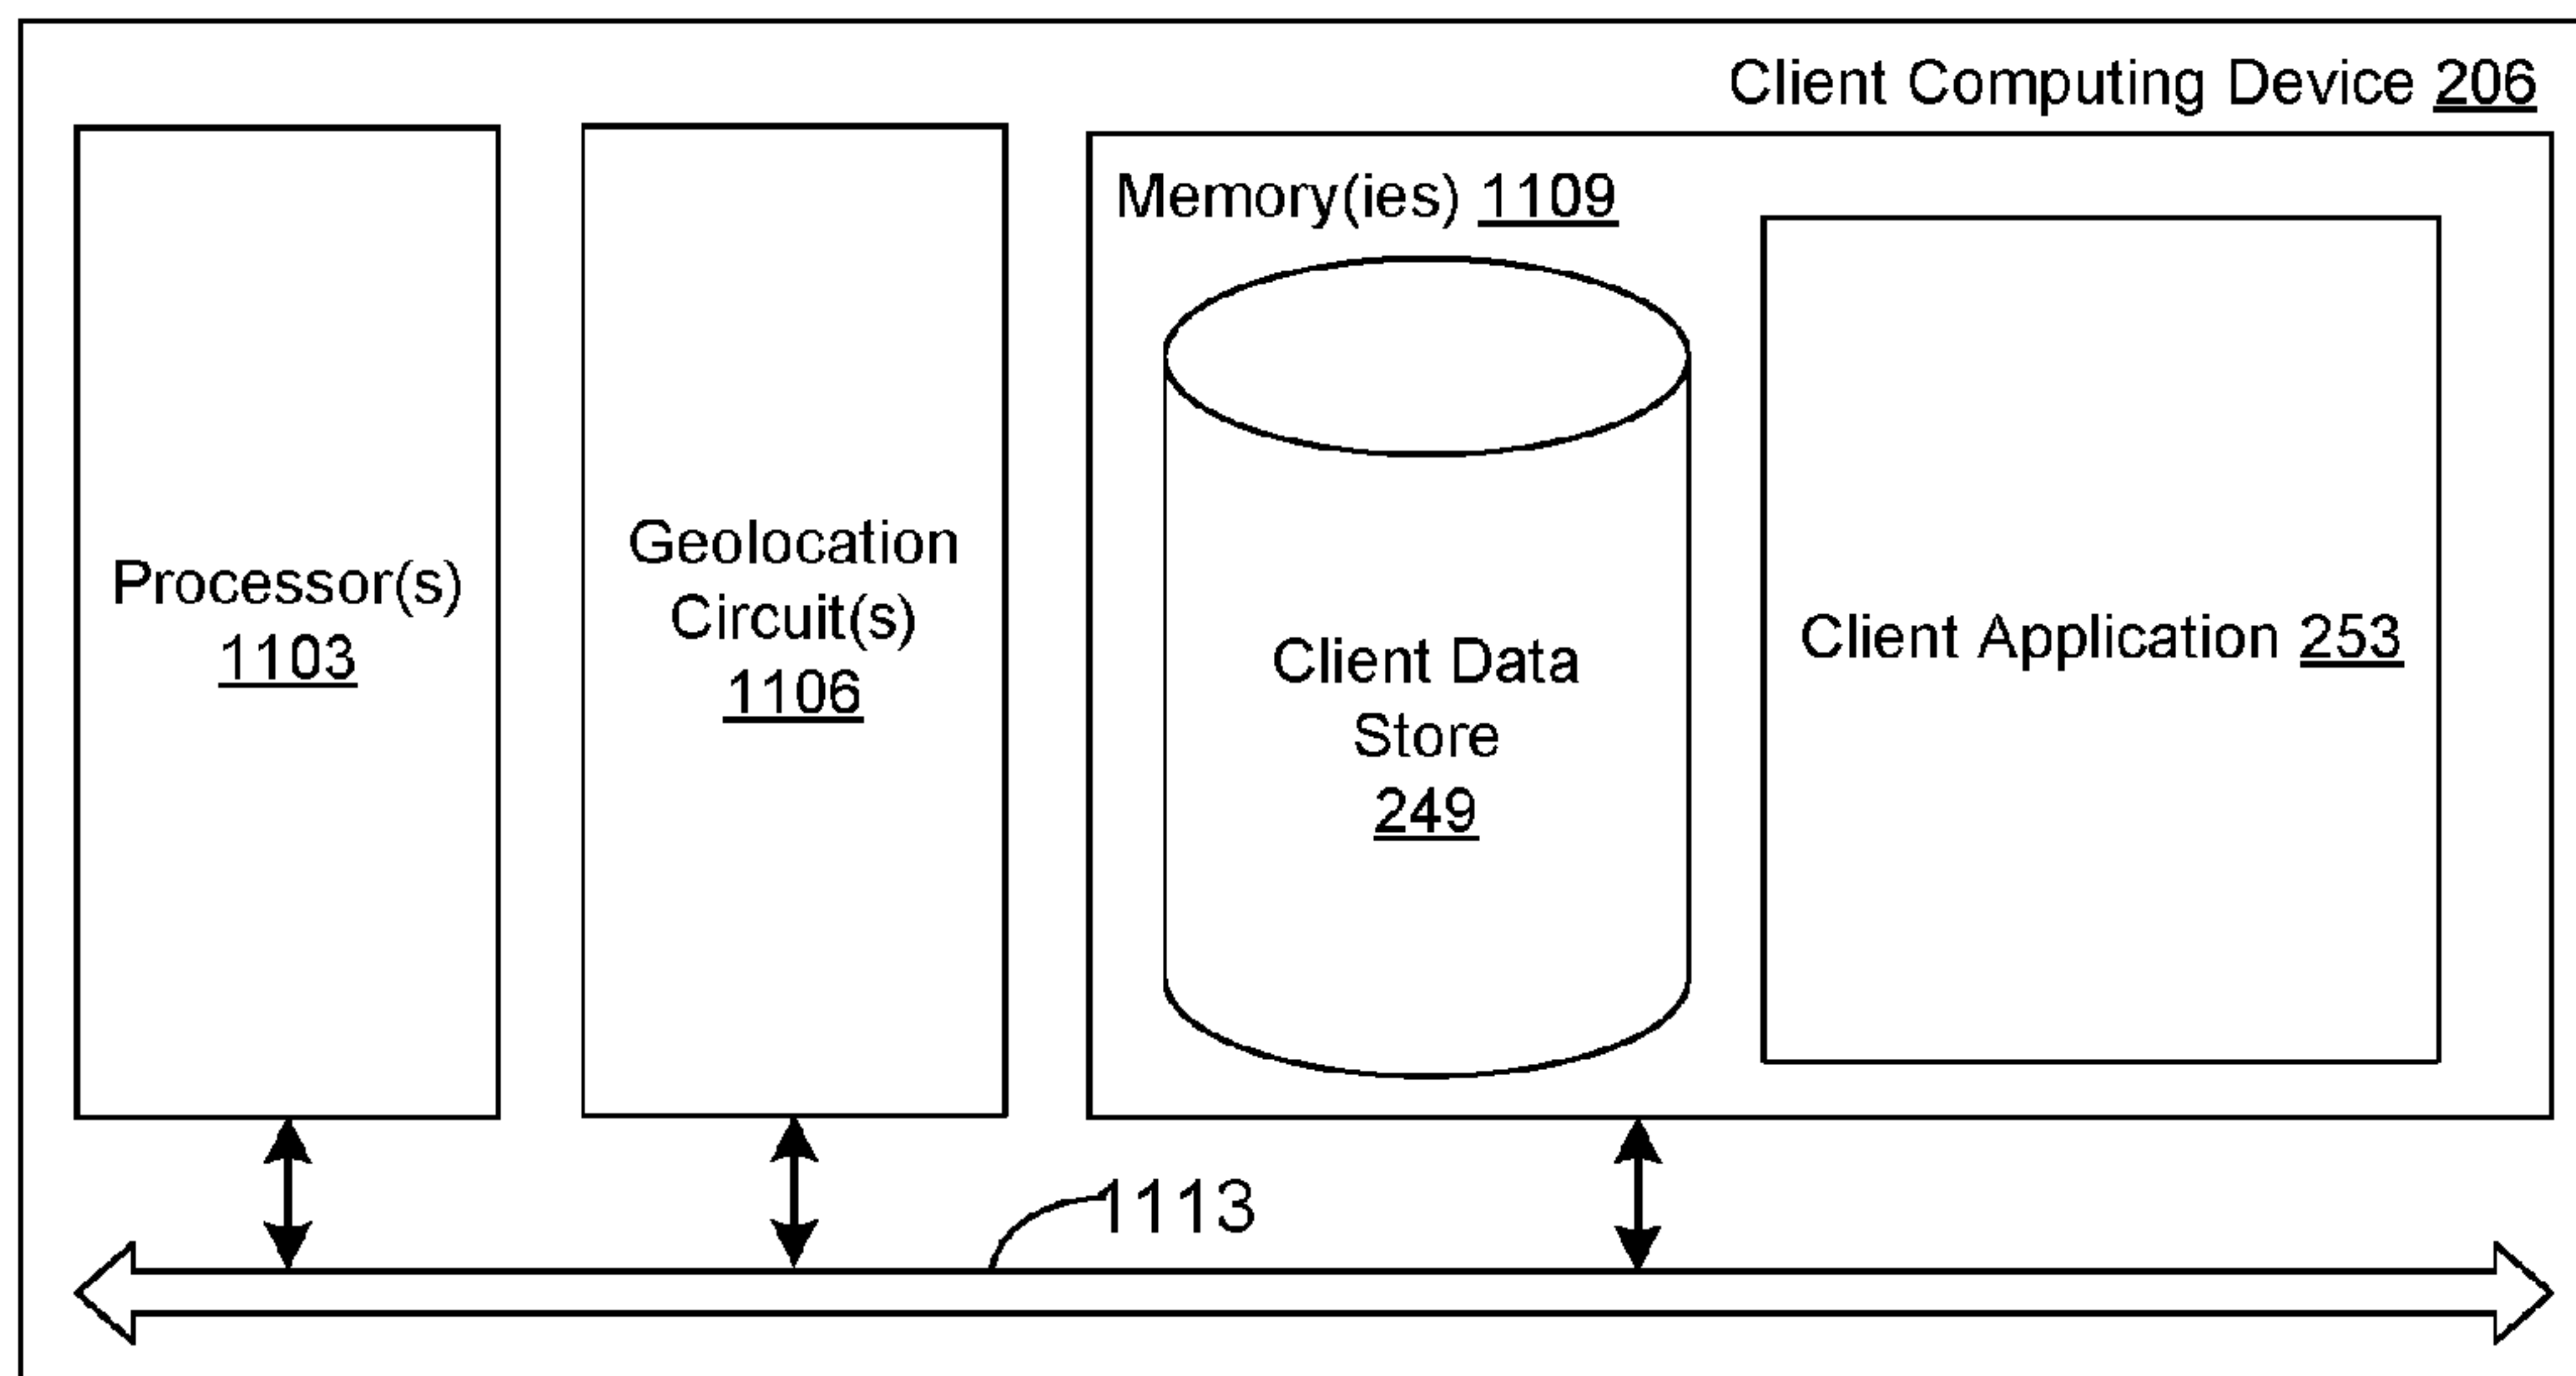 Client Computing Device 206
Processor(s)
1103
Geolocation
Circuit(s)
1106
Memory(ies) 1109
Client Data
Store
249
Client Application 253
1113